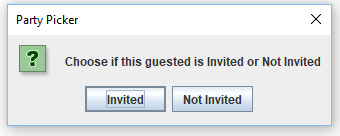 Party Picker
?
Choose if this guested is Invited or Not Invited
Invited
Not Invited